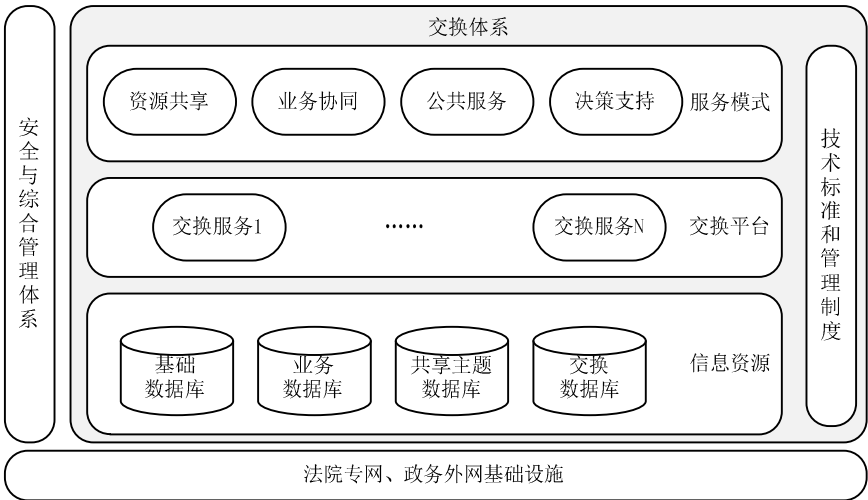 交换体系
资源共享
业务协同
公共服务
决策支持
服务模式
交换服务1
……
交换服务N
交换平台
基础
数据库
业务
数据库
共享主题
数据库
交换
数据库
信息资源
安全与综合管理体系
技术标准和管理制度
法院专网、政务外网基础设施